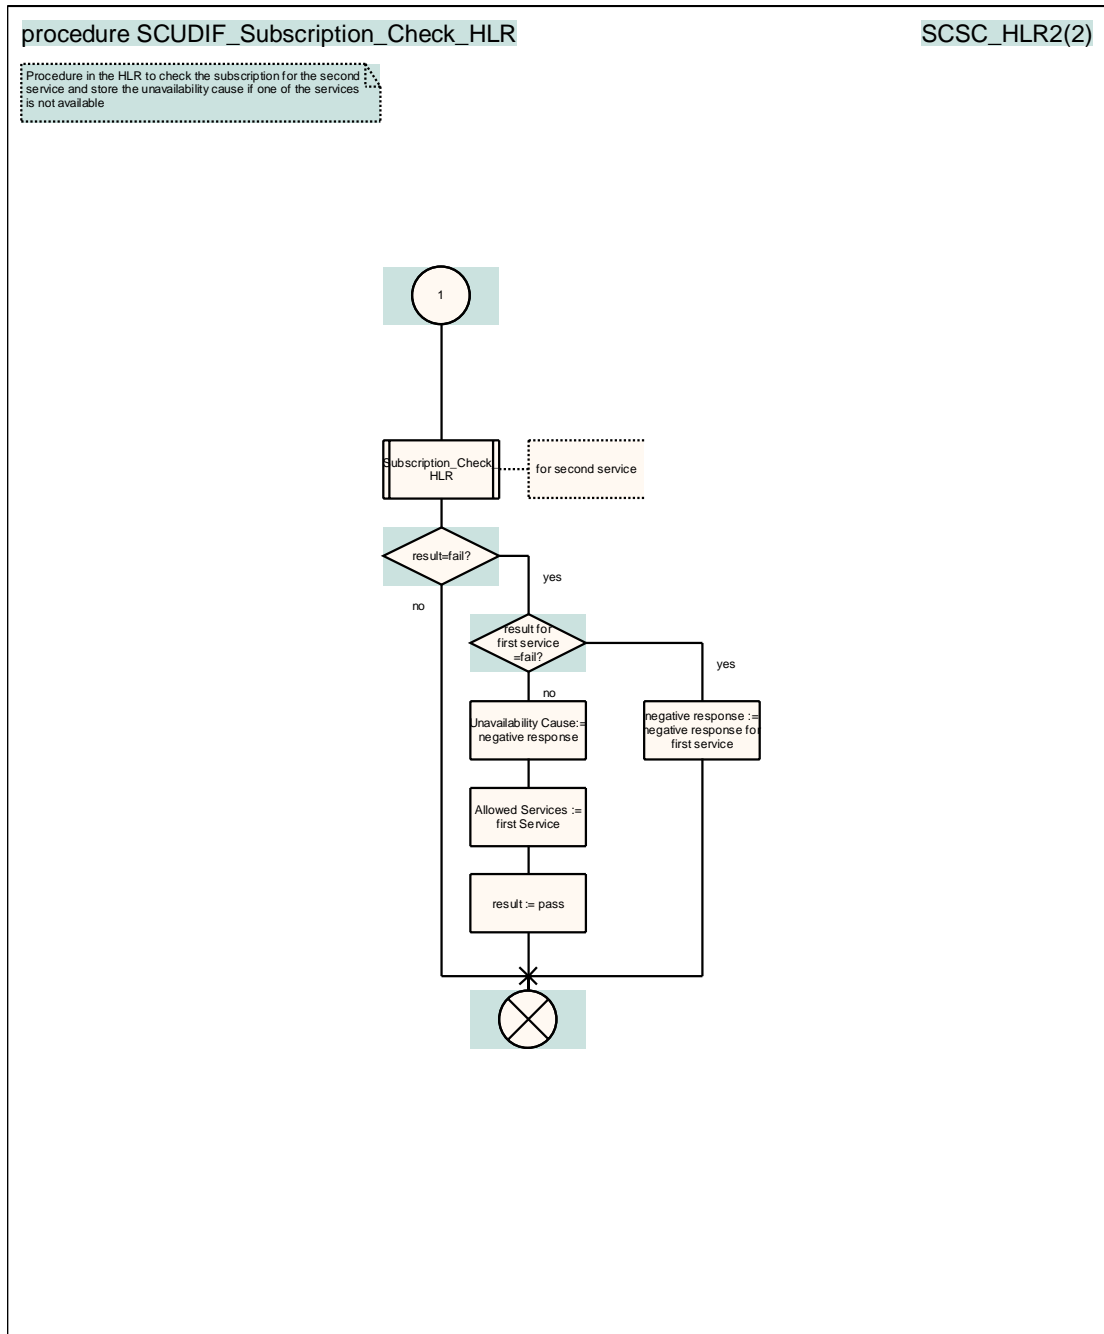 procedure SCUDIF_Subscription_Check_HLR
SCSC_HLR2(2)
Procedure in the HLR to check the subscription for the second
service and store the unavailability cause if one of the services
is not available
1
Subscription_Check_
HLR
for second service
result=fail?
yes
no
result for
first service
=fail?
yes
no
Unavailability Cause:=
negative response
negative response :=
negative response for
first service
Allowed Services :=
first Service
result := pass